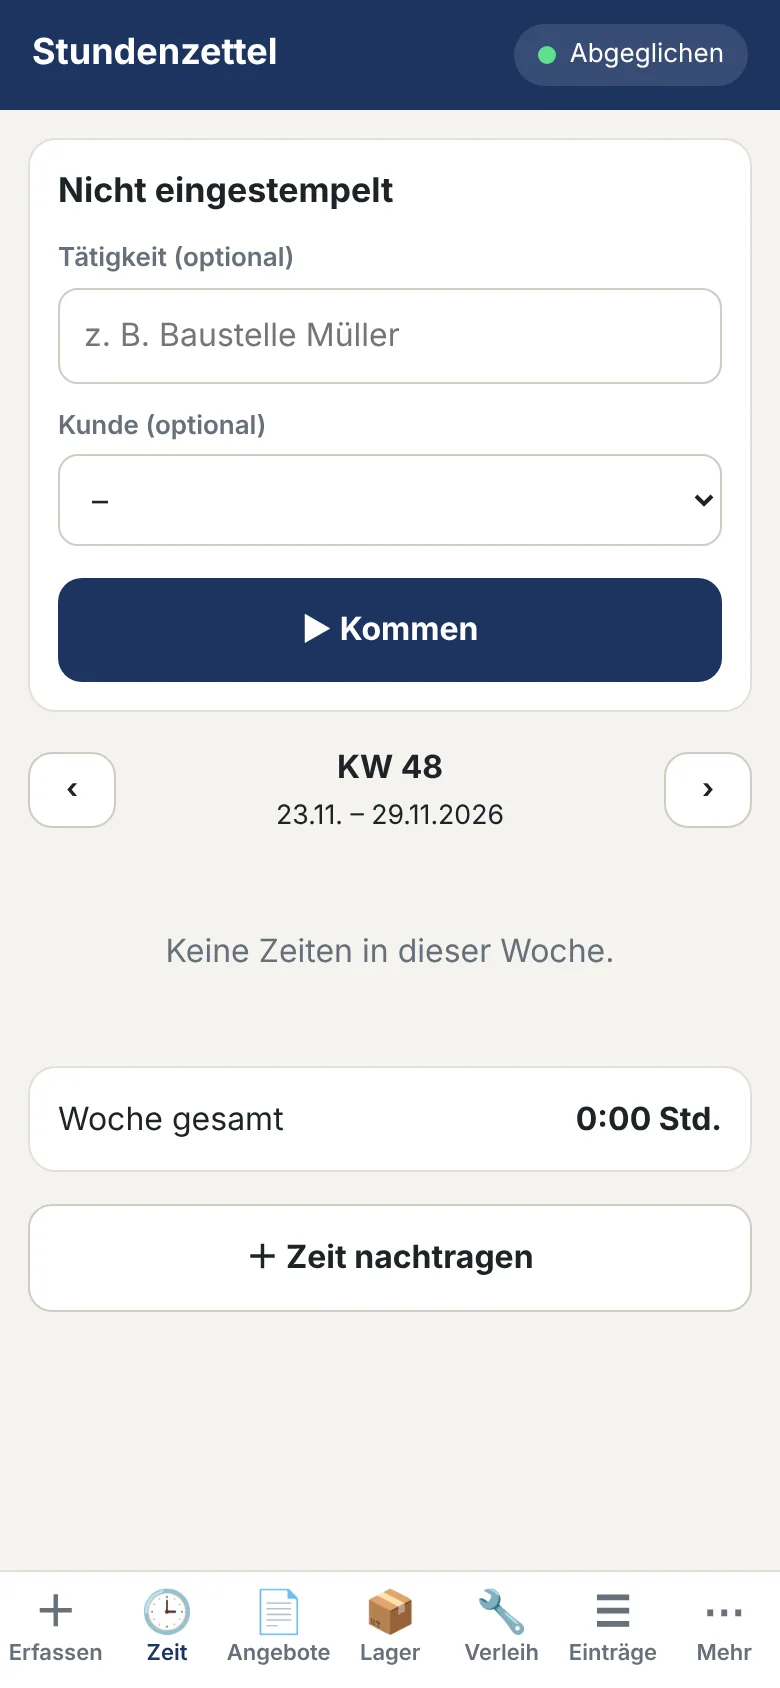 Stundenzettel
Abgeglichen
Nicht eingestempelt
Tätigkeit (optional)
z. B. Baustelle Müller
Kunde (optional)
–
▶ Kommen
‹
KW 48
23.11. – 29.11.2026
›
Keine Zeiten in dieser Woche.
Woche gesamt
0:00 Std.
+ Zeit nachtragen
Erfassen
Zeit
Angebote
Lager
Verleih
Einträge
Mehr